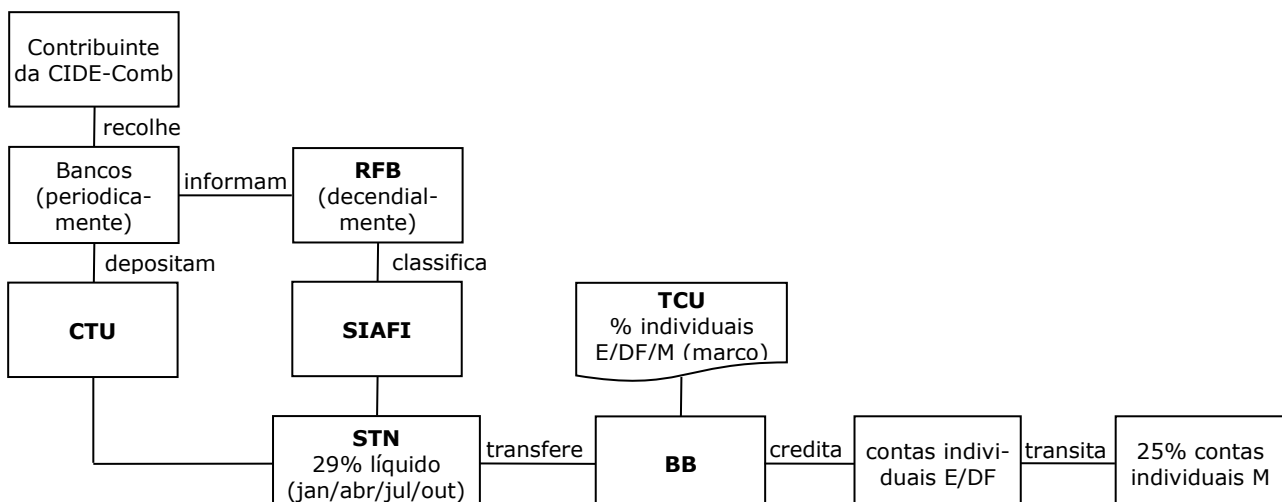 Contribuinte
da CIDE-Comb
recolhe
Bancos
(periodica-
mente)
informam
RFB
(decendial-
mente)
depositam
classifica
CTU
SIAFI
TCU
% individuais
E/DF/M (marco)
STN
29% líquido
(jan/abr/jul/out)
transfere
BB
credita
contas indivi-
duais E/DF
transita
25% contas
individuais M